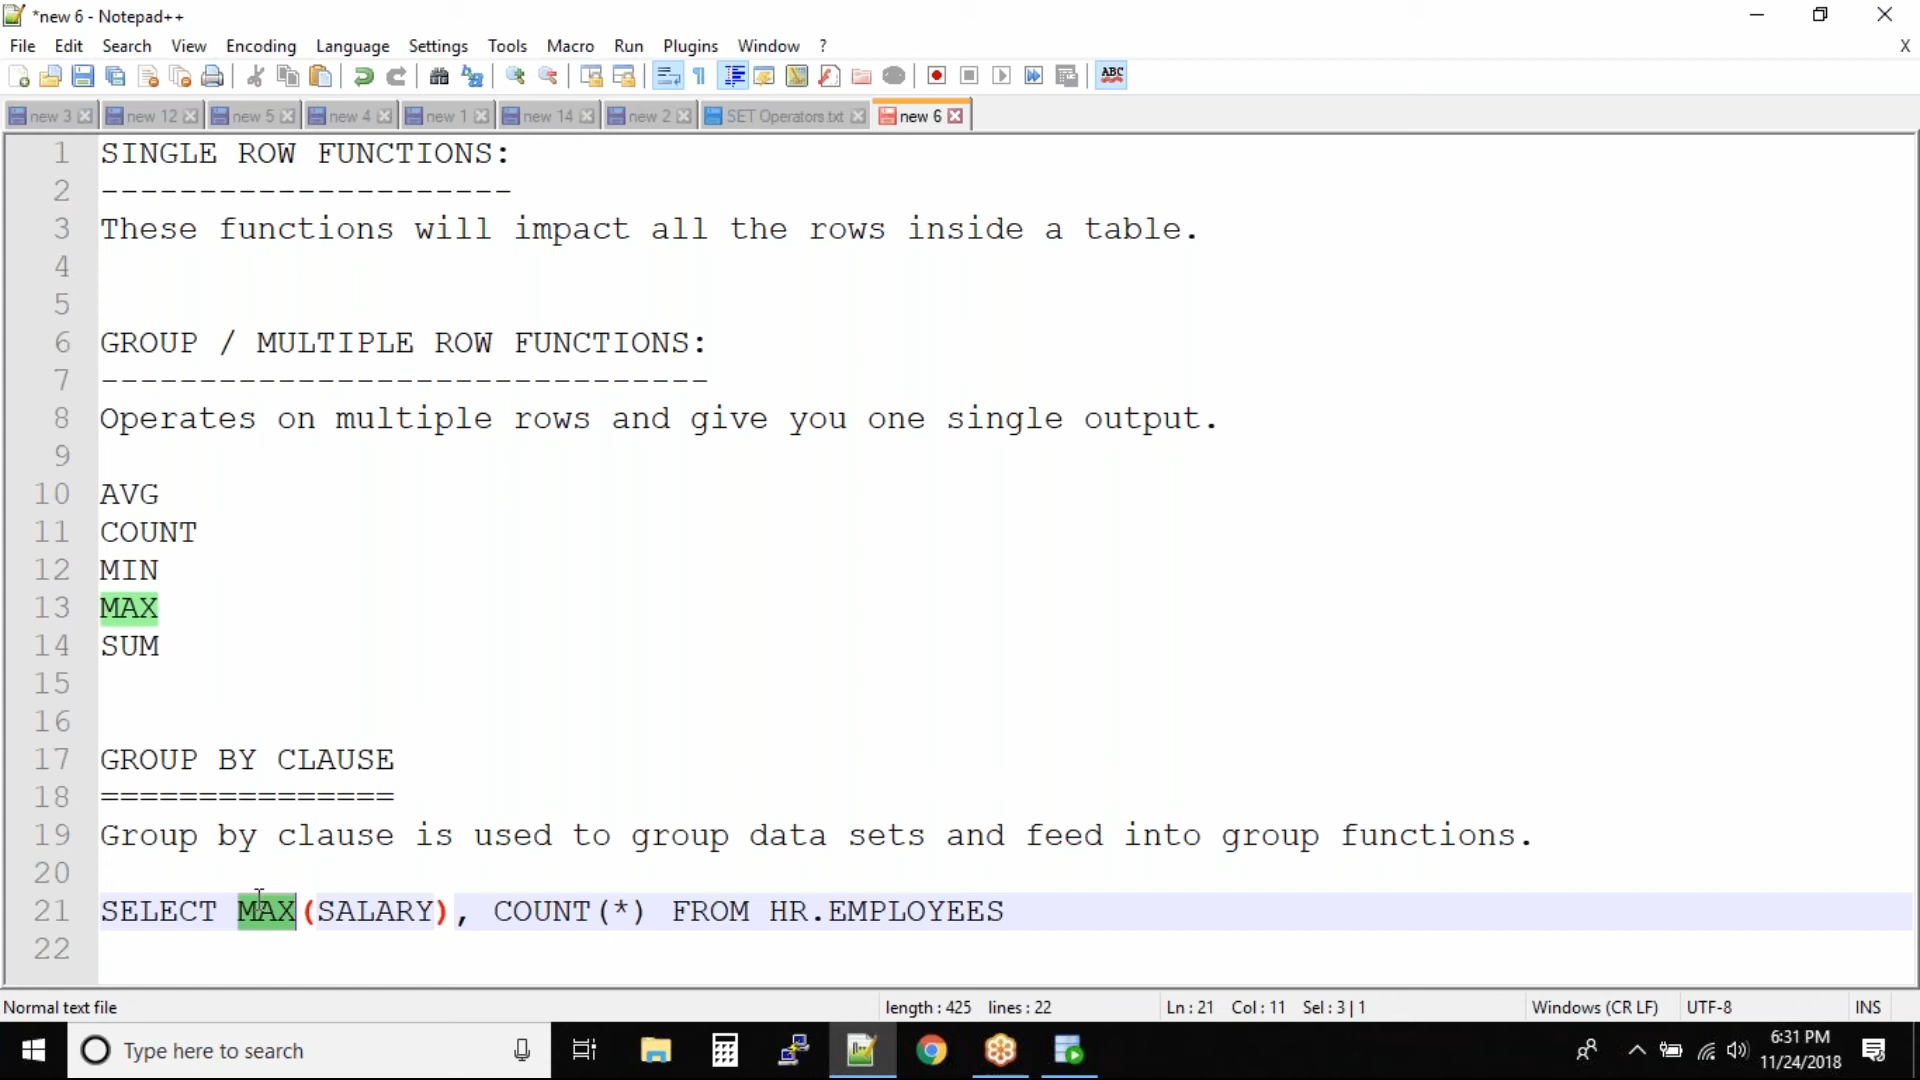 *new 6 - Notepad++
File Edit Search View Encoding Language Settings Tools Macro Run Plugins Window ? X
new 3 new 12 new 5 new 4 new 1 new 14 new 2 SET Operators.txt new 6
1 SINGLE ROW FUNCTIONS:
2 ---------------------
3 These functions will impact all the rows inside a table.
4
5
6 GROUP / MULTIPLE ROW FUNCTIONS:
7 -------------------------------
8 Operates on multiple rows and give you one single output.
9
10 AVG
11 COUNT
12 MIN
13 MAX
14 SUM
15
16
17 GROUP BY CLAUSE
18 ===============
19 Group by clause is used to group data sets and feed into group functions.
20
21 SELECT MAX(SALARY), COUNT(*) FROM HR.EMPLOYEES
22
Normal text file length : 425 lines : 22 Ln : 21 Col : 11 Sel : 3 | 1 Windows (CR LF) UTF-8 INS
Type here to search
6:31 PM
11/24/2018